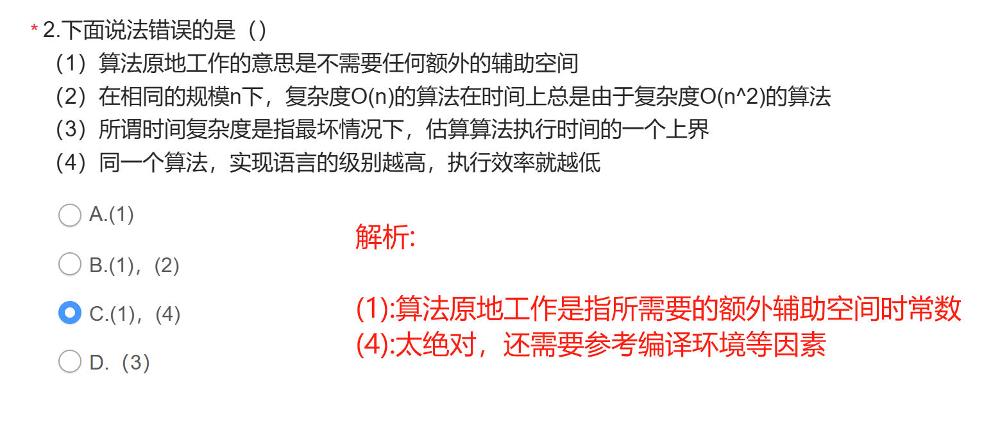 * 2.下面说法错误的是（）
（1）算法原地工作的意思是不需要任何额外的辅助空间
（2）在相同的规模n下，复杂度O(n)的算法在时间上总是由于复杂度O(n^2)的算法
（3）所谓时间复杂度是指最坏情况下，估算算法执行时间的一个上界
（4）同一个算法，实现语言的级别越高，执行效率就越低
A.(1)
B.(1)，(2)
C.(1)，(4)
D.（3）
解析:
(1):算法原地工作是指所需要的额外辅助空间时常数
(4):太绝对，还需要参考编译环境等因素